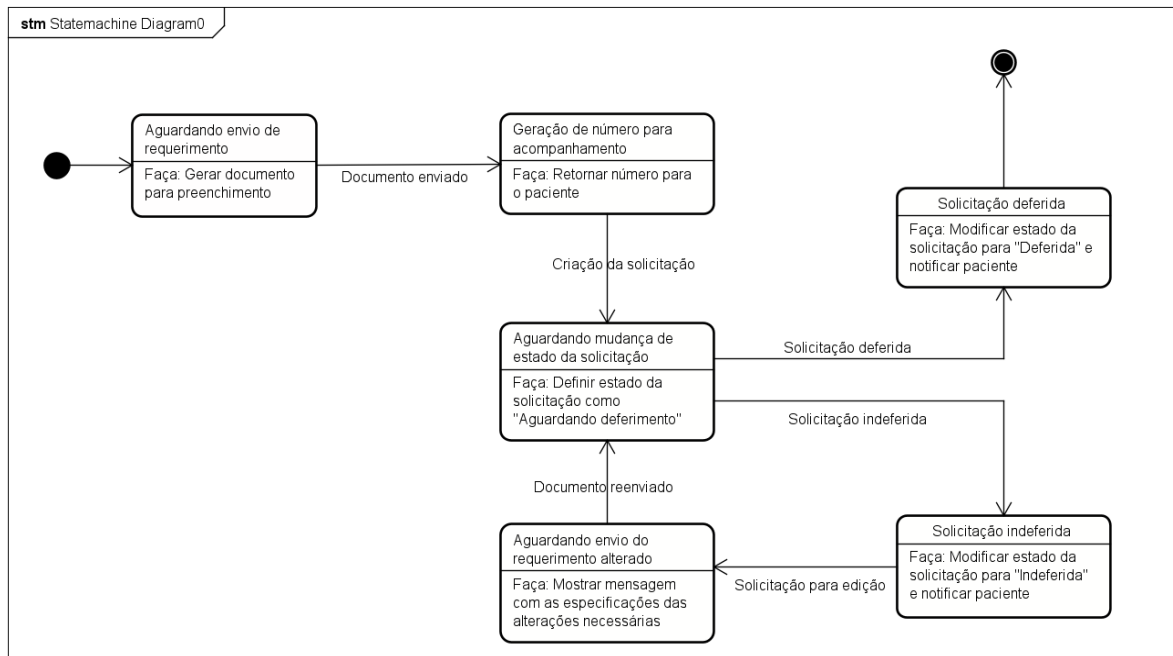 stm Statemachine Diagram0
Aguardando envio de
requerimento
Faça: Gerar documento
para preenchimento
Documento enviado
Geração de número para
acompanhamento
Faça: Retornar número para
o paciente
Criação da solicitação
Aguardando mudança de
estado da solicitação
Faça: Definir estado da
solicitação como
"Aguardando deferimento"
Solicitação deferida
Solicitação deferida
Faça: Modificar estado da
solicitação para "Deferida" e
notificar paciente
Solicitação indeferida
Solicitação indeferida
Faça: Modificar estado da
solicitação para "Indeferida"
e notificar paciente
Solicitação para edição
Aguardando envio do
requerimento alterado
Faça: Mostrar mensagem
com as especificações das
alterações necessárias
Documento reenviado